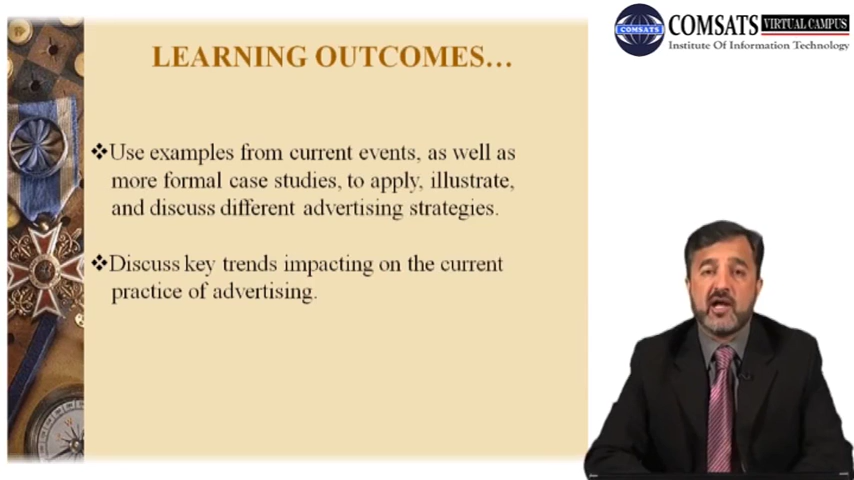 COMSATS VIRTUAL CAMPUS
COMSATS
Institute Of Information Technology
LEARNING OUTCOMES…
❖Use examples from current events, as well as
more formal case studies, to apply, illustrate,
and discuss different advertising strategies.
❖Discuss key trends impacting on the current
practice of advertising.